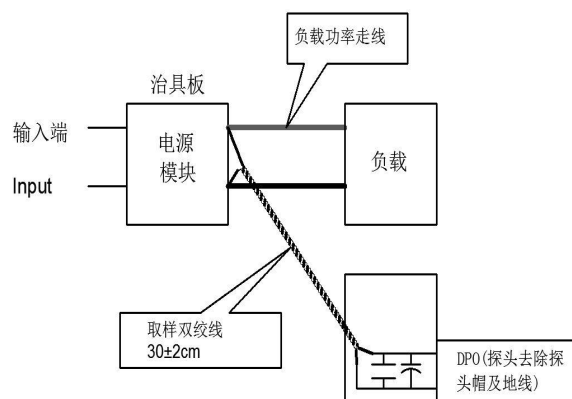 负载功率走线
治具板
输入端
电源
模块
负载
Input
取样双绞线
30±2cm
DPO(探头去除探
头帽及地线)